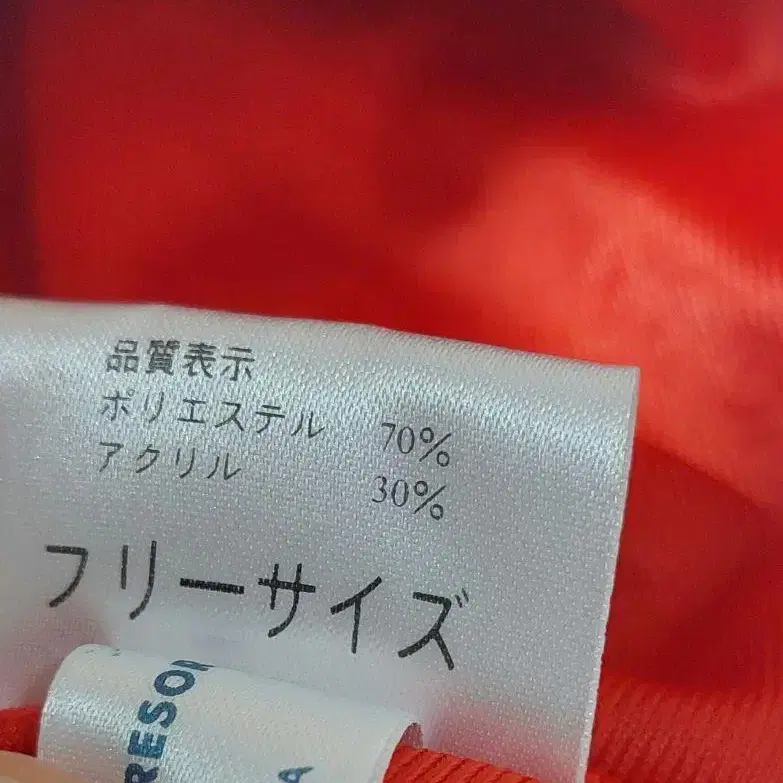 品質表示
ポリエステル 70%
アクリル 30%
フリーサイズ